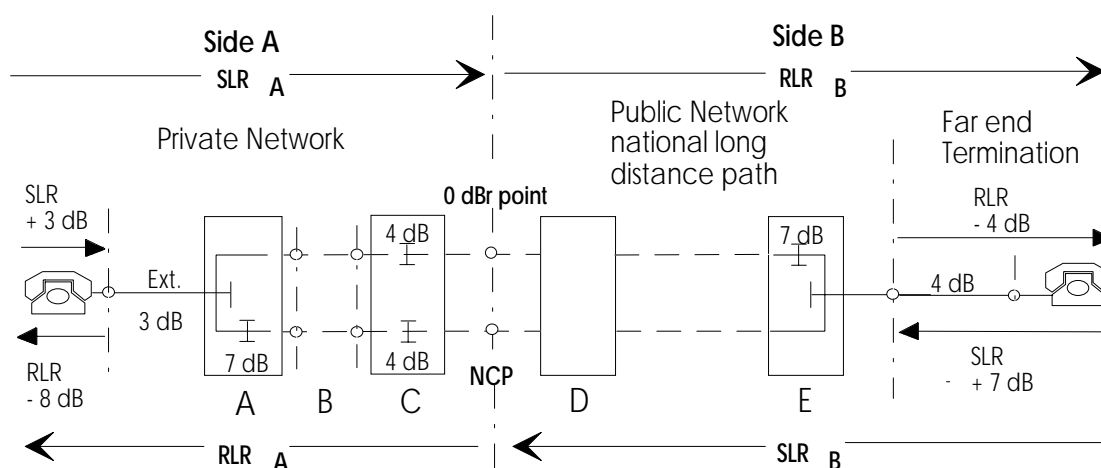 Side A
SLR A
Side B
RLR B
Private Network
Public Network
national long
distance path
Far end
Termination
SLR
+ 3 dB
0 dBr point
RLR
- 4 dB
4 dB
7 dB
Ext.
3 dB
4 dB
7 dB
4 dB
RLR
- 8 dB
NCP
SLR
- + 7 dB
A
B
C
D
E
RLR A
SLR B